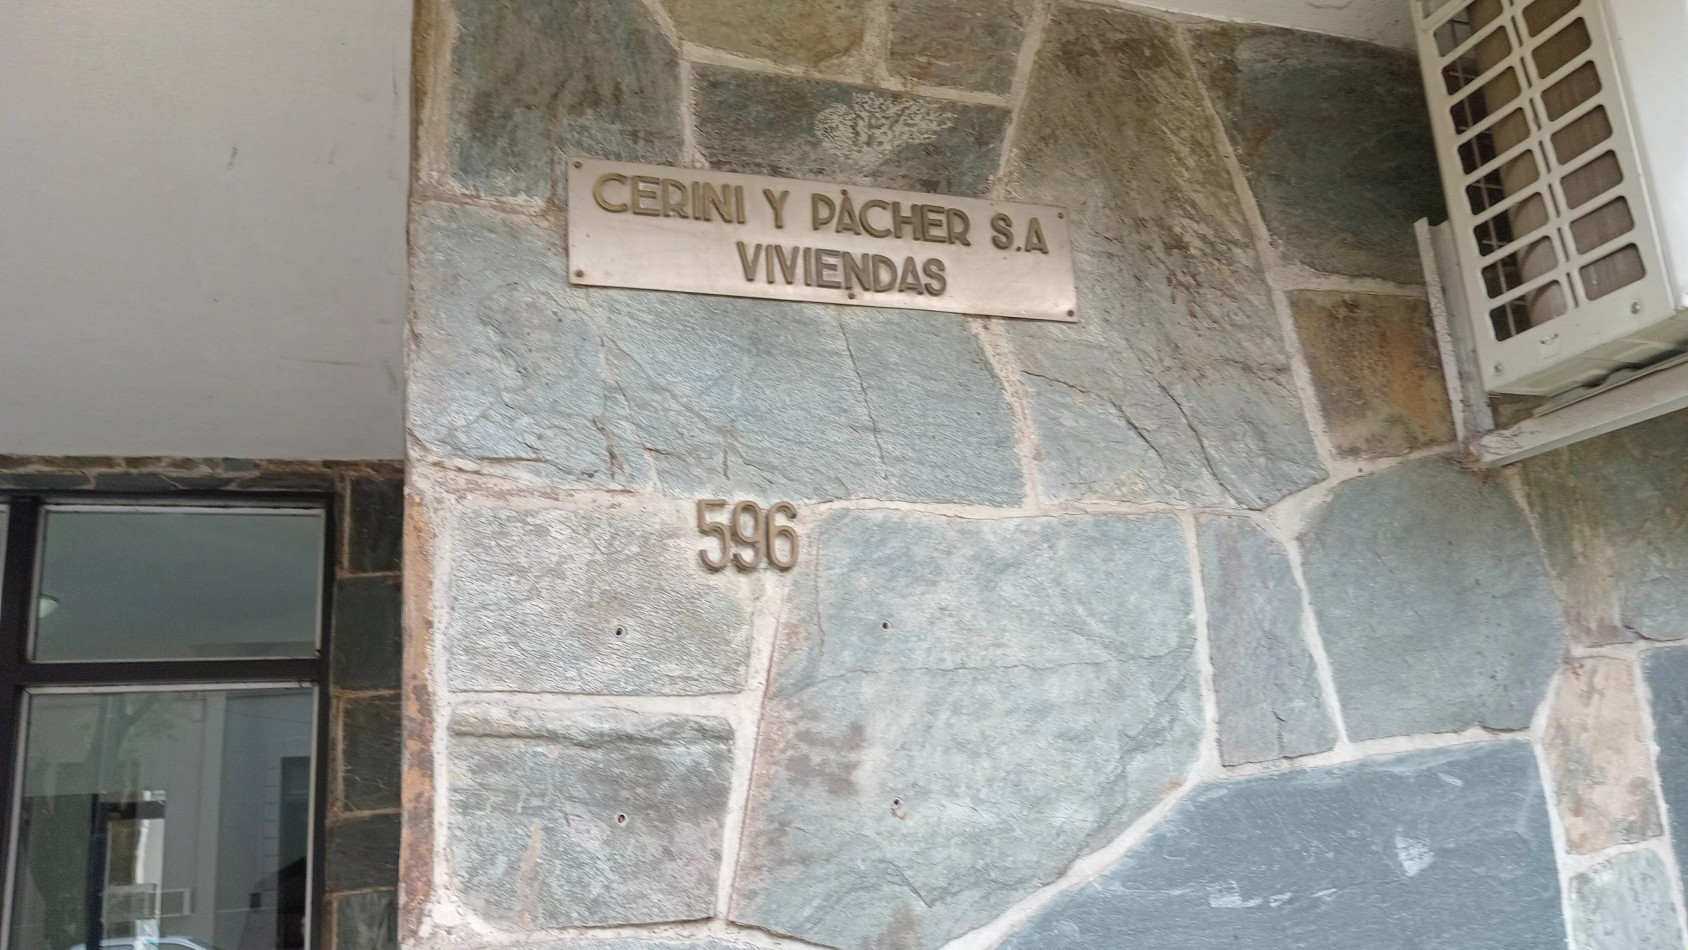 CERINI Y PÀCHER S.A
VIVIENDAS
596